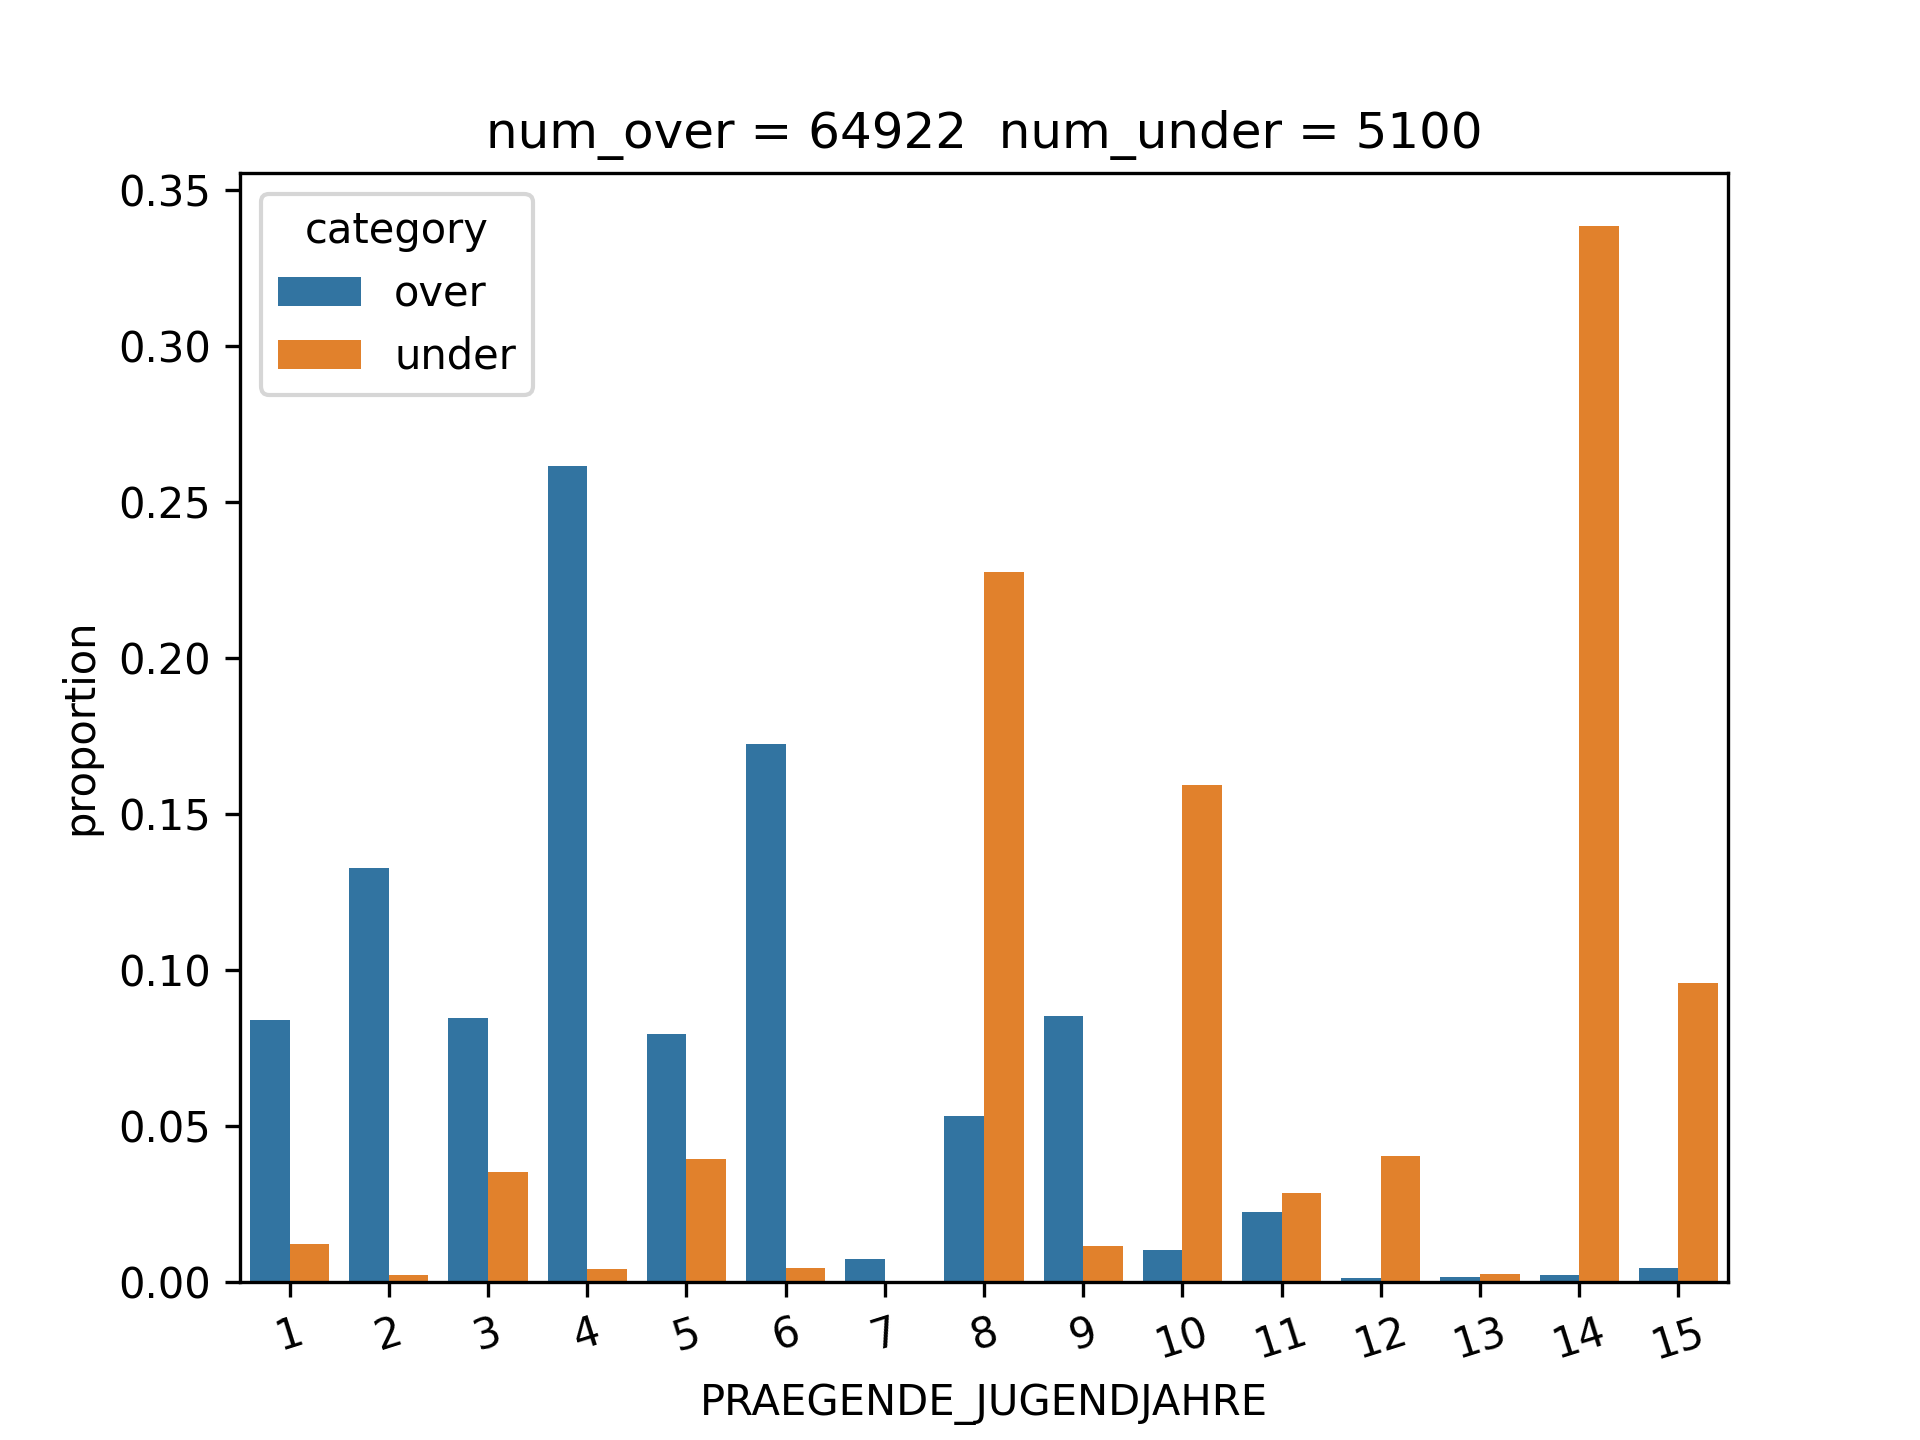 num_over = 64922  num_under = 5100
category
over
under
0.35
0.30
0.25
0.20
0.15
0.10
0.05
0.00
proportion
1 2 3 4 5 6 7 8 9 10 11 12 13 14 15
PRAEGENDE_JUGENDJAHRE